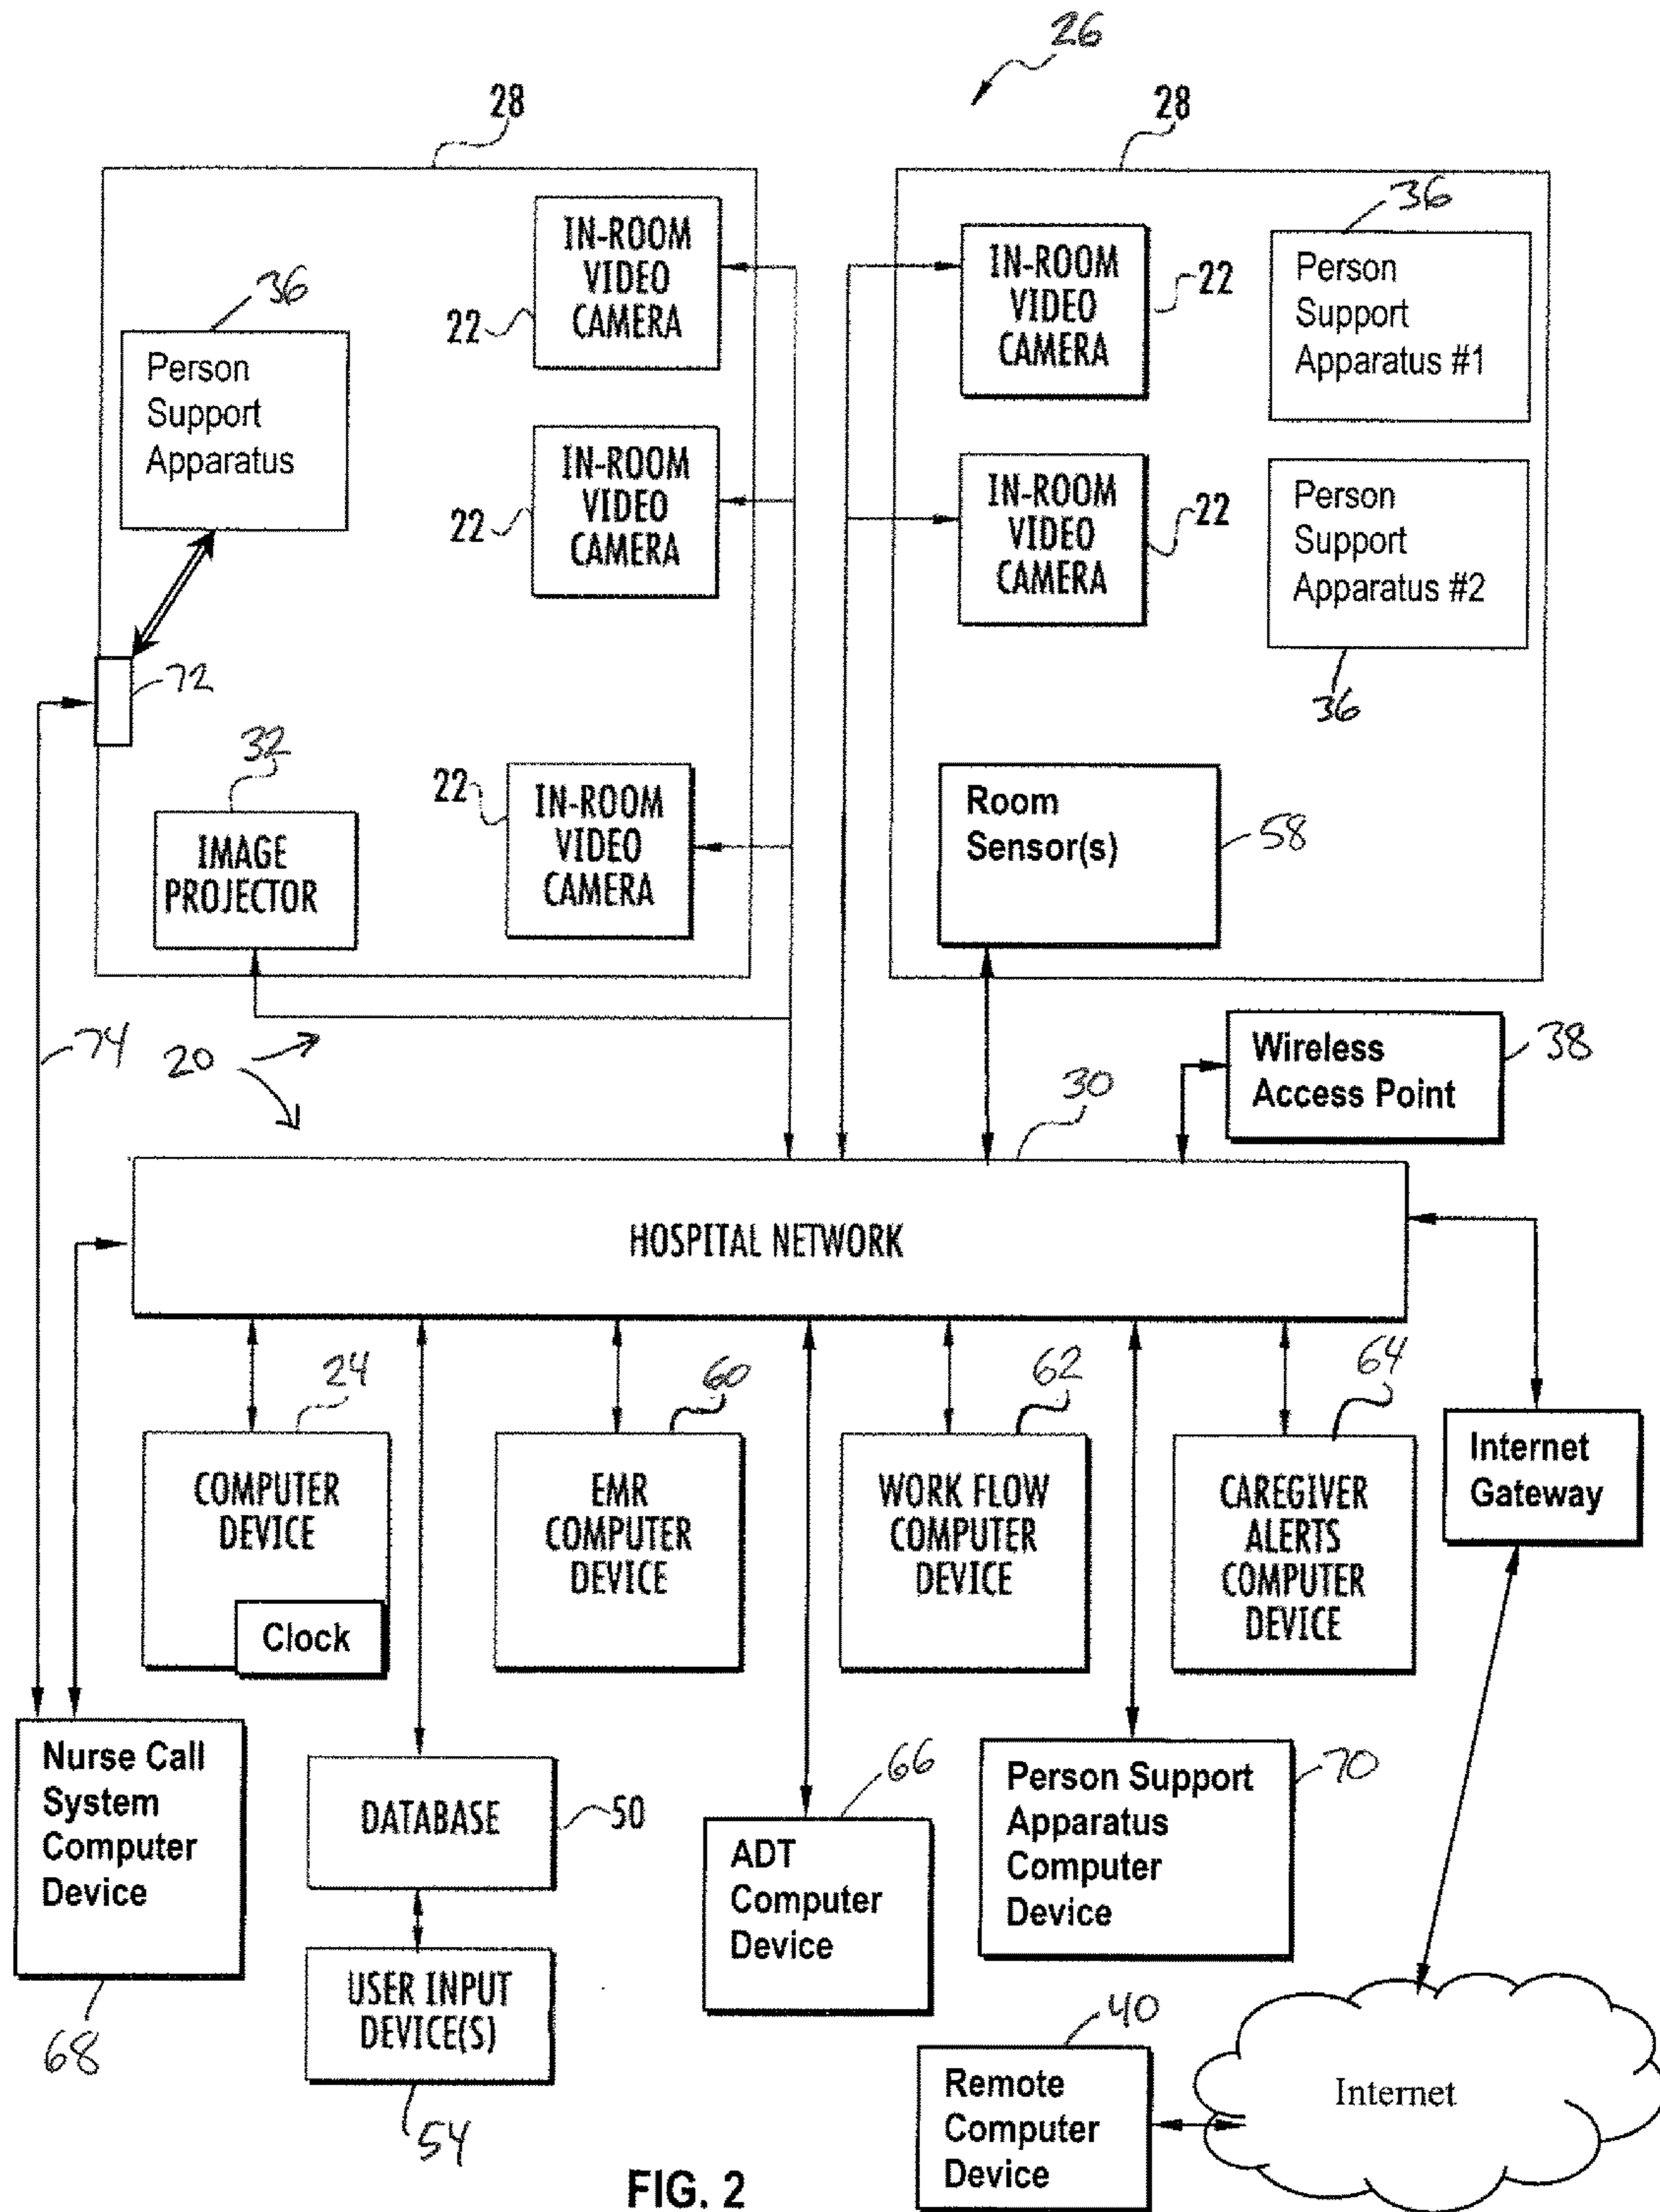 26
28
28
IN-ROOM
VIDEO
CAMERA
22
36
Person
Support
Apparatus
IN-ROOM
VIDEO
CAMERA
22
72
32
IMAGE
PROJECTOR
22
IN-ROOM
VIDEO
CAMERA
IN-ROOM
VIDEO
CAMERA
22
36
Person
Support
Apparatus #1
IN-ROOM
VIDEO
CAMERA
22
Person
Support
Apparatus #2
36
Room
Sensor(s)
58
74
20
30
Wireless
Access Point
38
HOSPITAL NETWORK
24
COMPUTER
DEVICE
Clock
60
EMR
COMPUTER
DEVICE
62
WORK FLOW
COMPUTER
DEVICE
64
CAREGIVER
ALERTS
COMPUTER
DEVICE
Internet
Gateway
Nurse Call
System
Computer
Device
68
DATABASE
50
USER INPUT
DEVICE(S)
54
66
ADT
Computer
Device
Person Support
Apparatus
Computer
Device
70
40
Remote
Computer
Device
Internet
FIG. 2